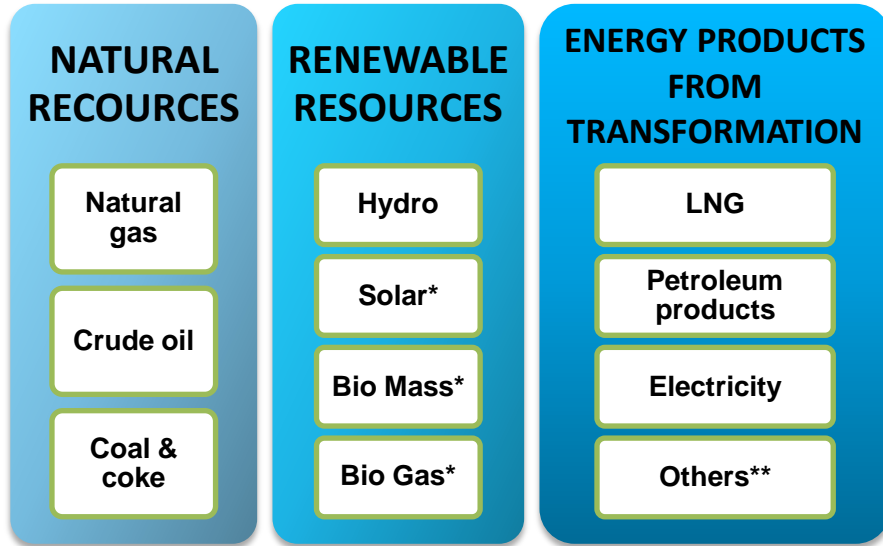 NATURAL
RECOURCES
Natural
gas
Crude oil
Coal &
coke
RENEWABLE
RESOURCES
Hydro
Solar*
Bio Mass*
Bio Gas*
ENERGY PRODUCTS
FROM
TRANSFORMATION
LNG
Petroleum
products
Electricity
Others**